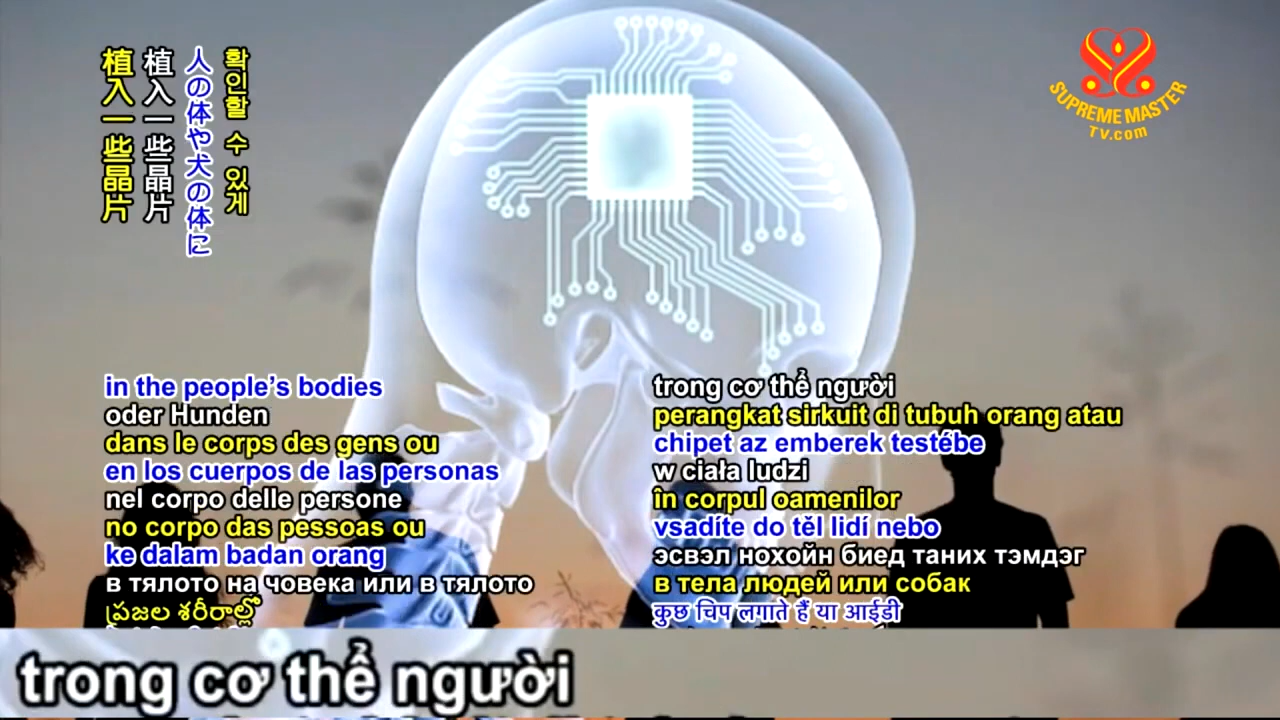 植入一些晶片
植入一些晶片
人の体や犬の体に
확인할 수 있게
SUPREME MASTER
TV.com
in the people's bodies
oder Hunden
dans le corps des gens ou
en los cuerpos de las personas
nel corpo delle persone
no corpo das pessoas ou
ke dalam badan orang
в тялото на човека или в тялото
ప్రజల శరీరాల్లో
trong cơ thể người
perangkat sirkuit di tubuh orang atau
chipet az emberek testébe
w ciała ludzi
în corpul oamenilor
vsadíte do těl lidí nebo
эсвэл нохойн биед таних тэмдэг
в тела людей или собак
कुछ चिप लगाते हैं या आईडी
trong cơ thể người